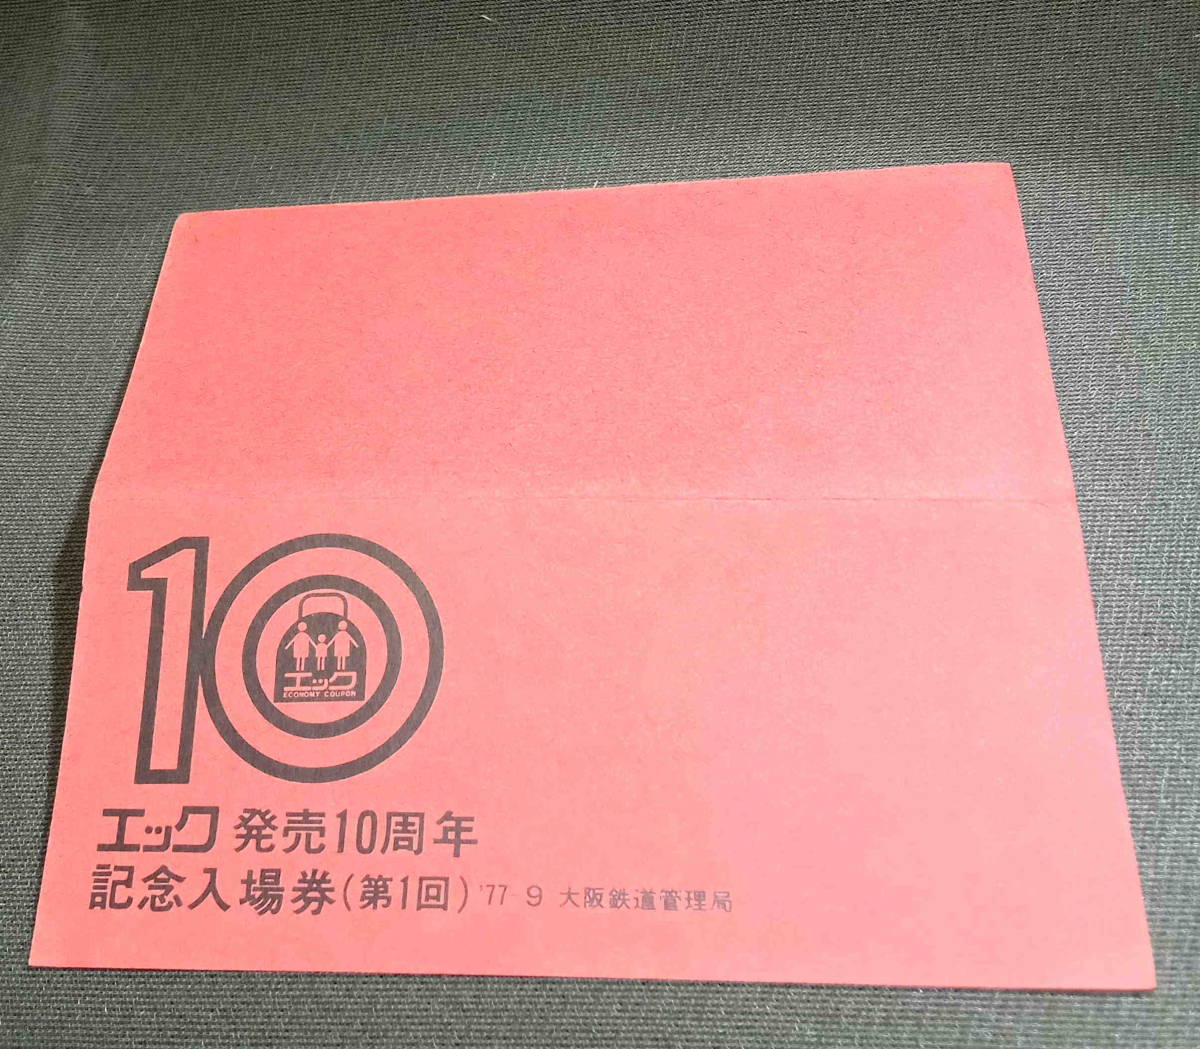 10
エック
ECONOMY COUPON
エック 発売10周年
記念入場券(第1回) '77-9 大阪鉄道管理局